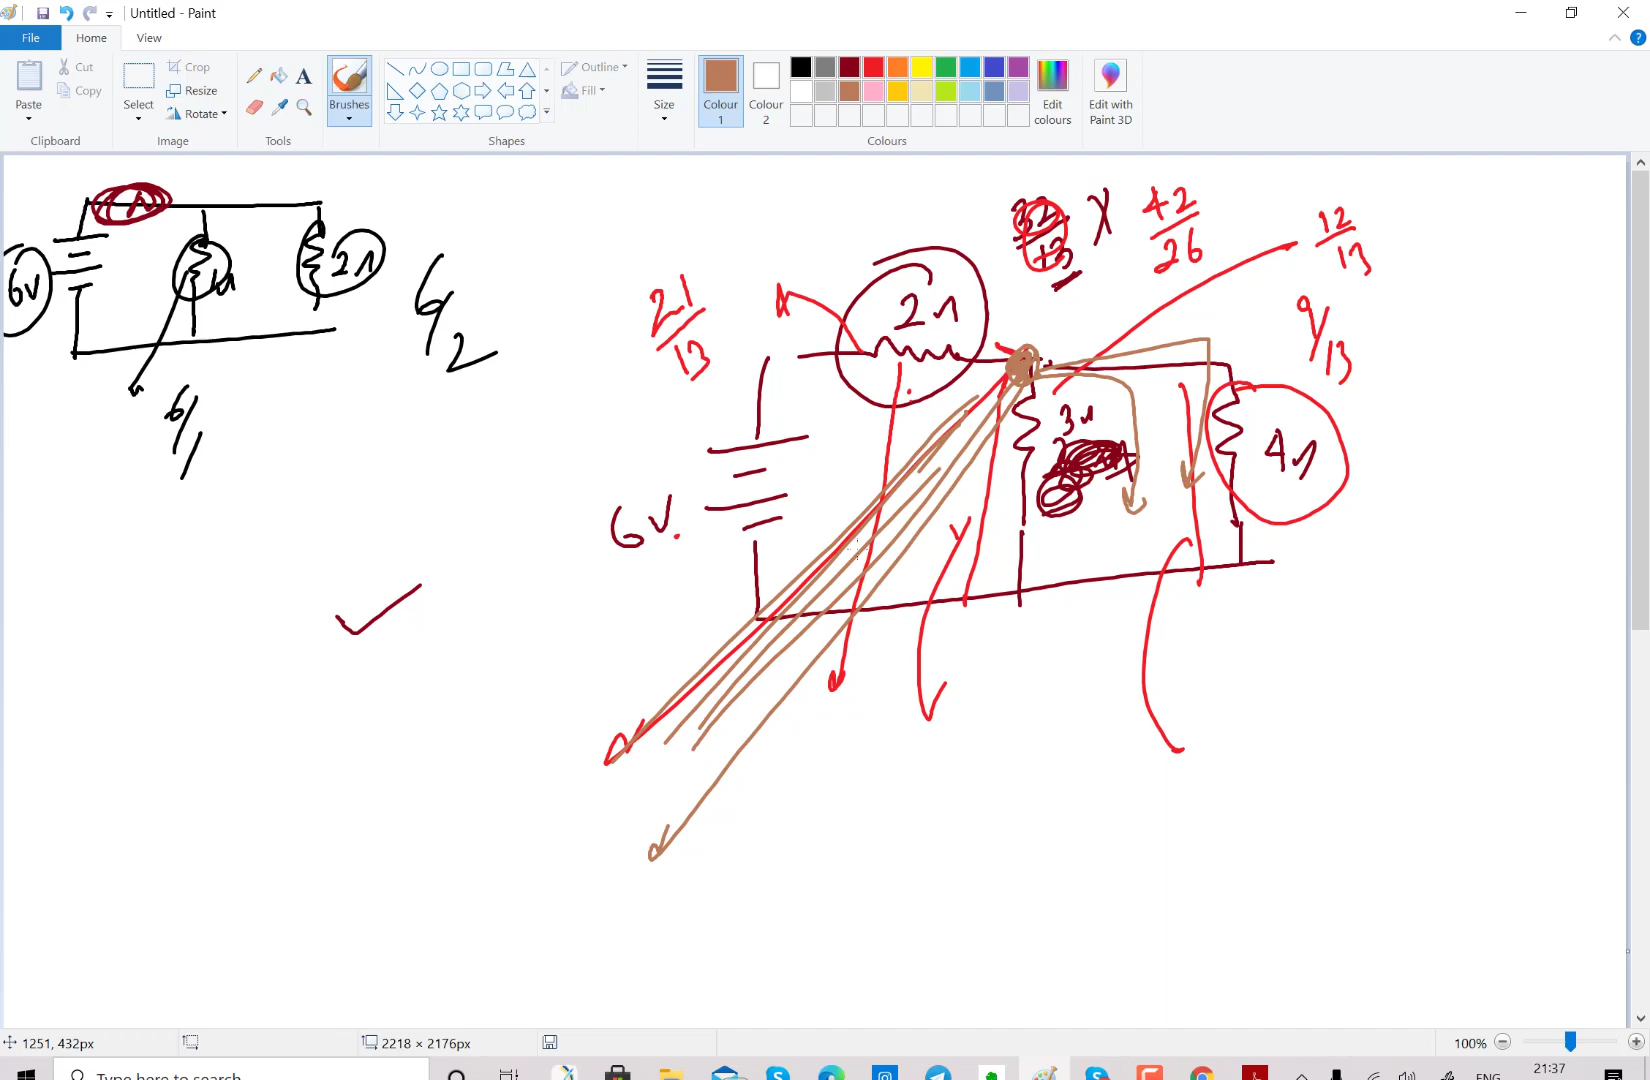 Untitled - Paint
File
Home
View
Paste
Cut
Copy
Clipboard
Select
Crop
Resize
Rotate
Image
Tools
Brushes
Shapes
Outline
Fill
Size
Colour 1
Colour 2
Edit colours
Edit with Paint 3D
Colours
6V
2Ω
6/2
6/1
21/13
2Ω
X
42/26
12/13
9/13
3Ω
4Ω
6V.
1251, 432px
2218 × 2176px
100%
Type here to search
ENG
21:37